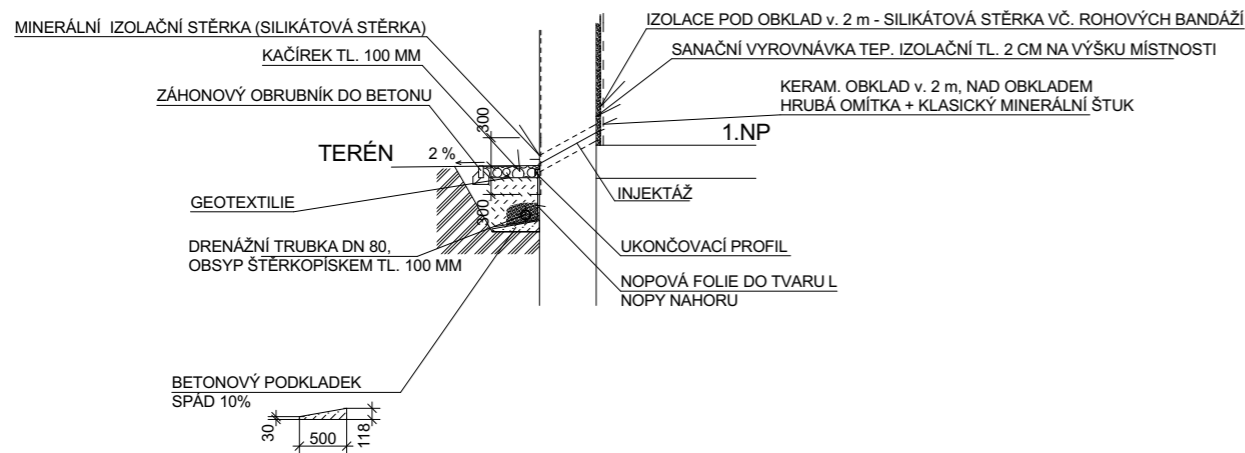 MINERÁLNÍ IZOLAČNÍ STĚRKA (SILIKÁTOVÁ STĚRKA)
KAČÍREK TL. 100 MM
ZÁHONOVÝ OBRUBNÍK DO BETONU
300
TERÉN
2 %
GEOTEXTILIE
300
DRENÁŽNÍ TRUBKA DN 80,
OBSYP ŠTĚRKOPÍSKEM TL. 100 MM
BETONOVÝ PODKLADEK
SPÁD 10%
30
500
118
IZOLACE POD OBKLAD v. 2 m - SILIKÁTOVÁ STĚRKA VČ. ROHOVÝCH BANDÁŽÍ
SANAČNÍ VYROVNÁVKA TEP. IZOLAČNÍ TL. 2 CM NA VÝŠKU MÍSTNOSTI
KERAM. OBKLAD v. 2 m, NAD OBKLADEM
HRUBÁ OMÍTKA + KLASICKÝ MINERÁLNÍ ŠTUK
1.NP
INJEKTÁŽ
UKONČOVACÍ PROFIL
NOPOVÁ FOLIE DO TVARU L
NOPY NAHORU